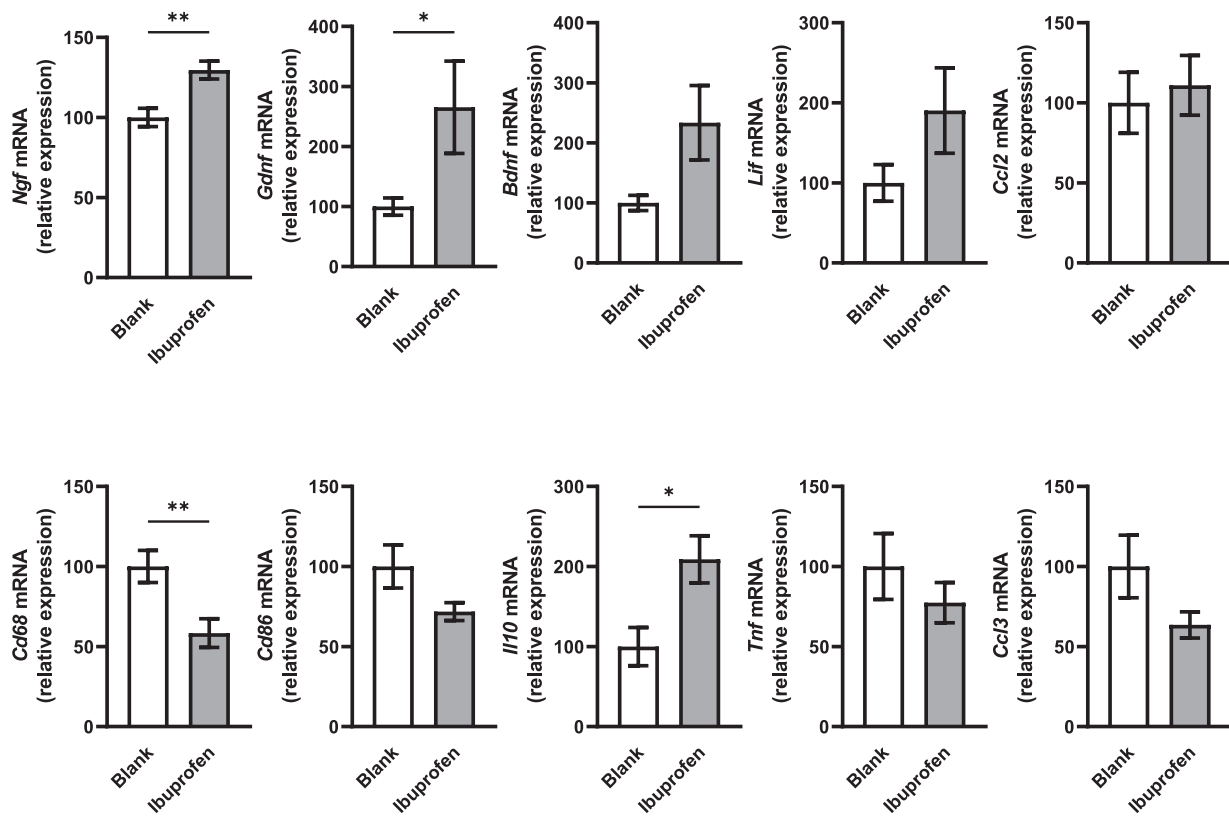 Ngf mRNA
(relative expression)
150
100
50
0
**
Blank
Ibuprofen
Gdnf mRNA
(relative expression)
400
300
200
100
0
*
Blank
Ibuprofen
Bdnf mRNA
(relative expression)
400
300
200
100
0
Blank
Ibuprofen
Lif mRNA
(relative expression)
300
200
100
0
Blank
Ibuprofen
Ccl2 mRNA
(relative expression)
150
100
50
0
Blank
Ibuprofen
Cd68 mRNA
(relative expression)
150
100
50
0
**
Blank
Ibuprofen
Cd86 mRNA
(relative expression)
150
100
50
0
Blank
Ibuprofen
Il10 mRNA
(relative expression)
300
200
100
0
*
Blank
Ibuprofen
Tnf mRNA
(relative expression)
150
100
50
0
Blank
Ibuprofen
Ccl3 mRNA
(relative expression)
150
100
50
0
Blank
Ibuprofen